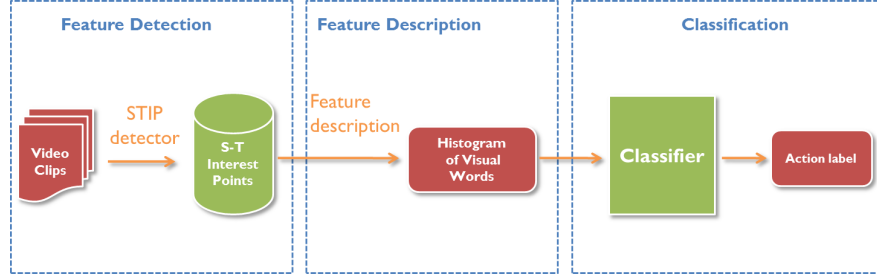 Feature Detection
Feature Description
Classification
STIP
detector
Video
Clips
S-T
Interest
Points
Feature
description
Histogram
of Visual
Words
Classifier
Action label